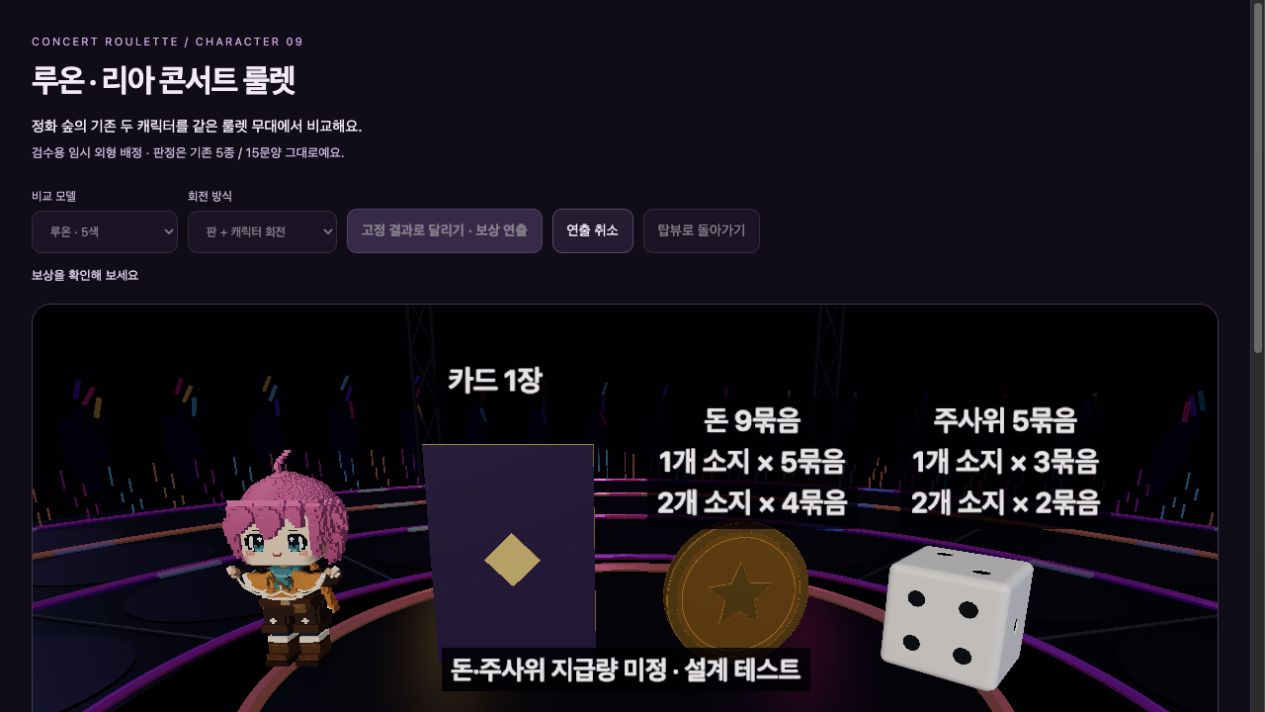 CONCERT ROULETTE / CHARACTER 09
루온 · 리아 콘서트 룰렛
정화 숲의 기존 두 캐릭터를 같은 룰렛 무대에서 비교해요.
검수용 임시 외형 배정 · 판정은 기존 5종 / 15문양 그대로예요.
비교 모델
회전 방식
루온 · 5색
판 + 캐릭터 회전
고정 결과로 달리기 · 보상 연출
연출 취소
탑뷰로 돌아가기
보상을 확인해 보세요
카드 1장
돈 9묶음
1개 소지 × 5묶음
2개 소지 × 4묶음
주사위 5묶음
1개 소지 × 3묶음
2개 소지 × 2묶음
돈·주사위 지급량 미정 · 설계 테스트